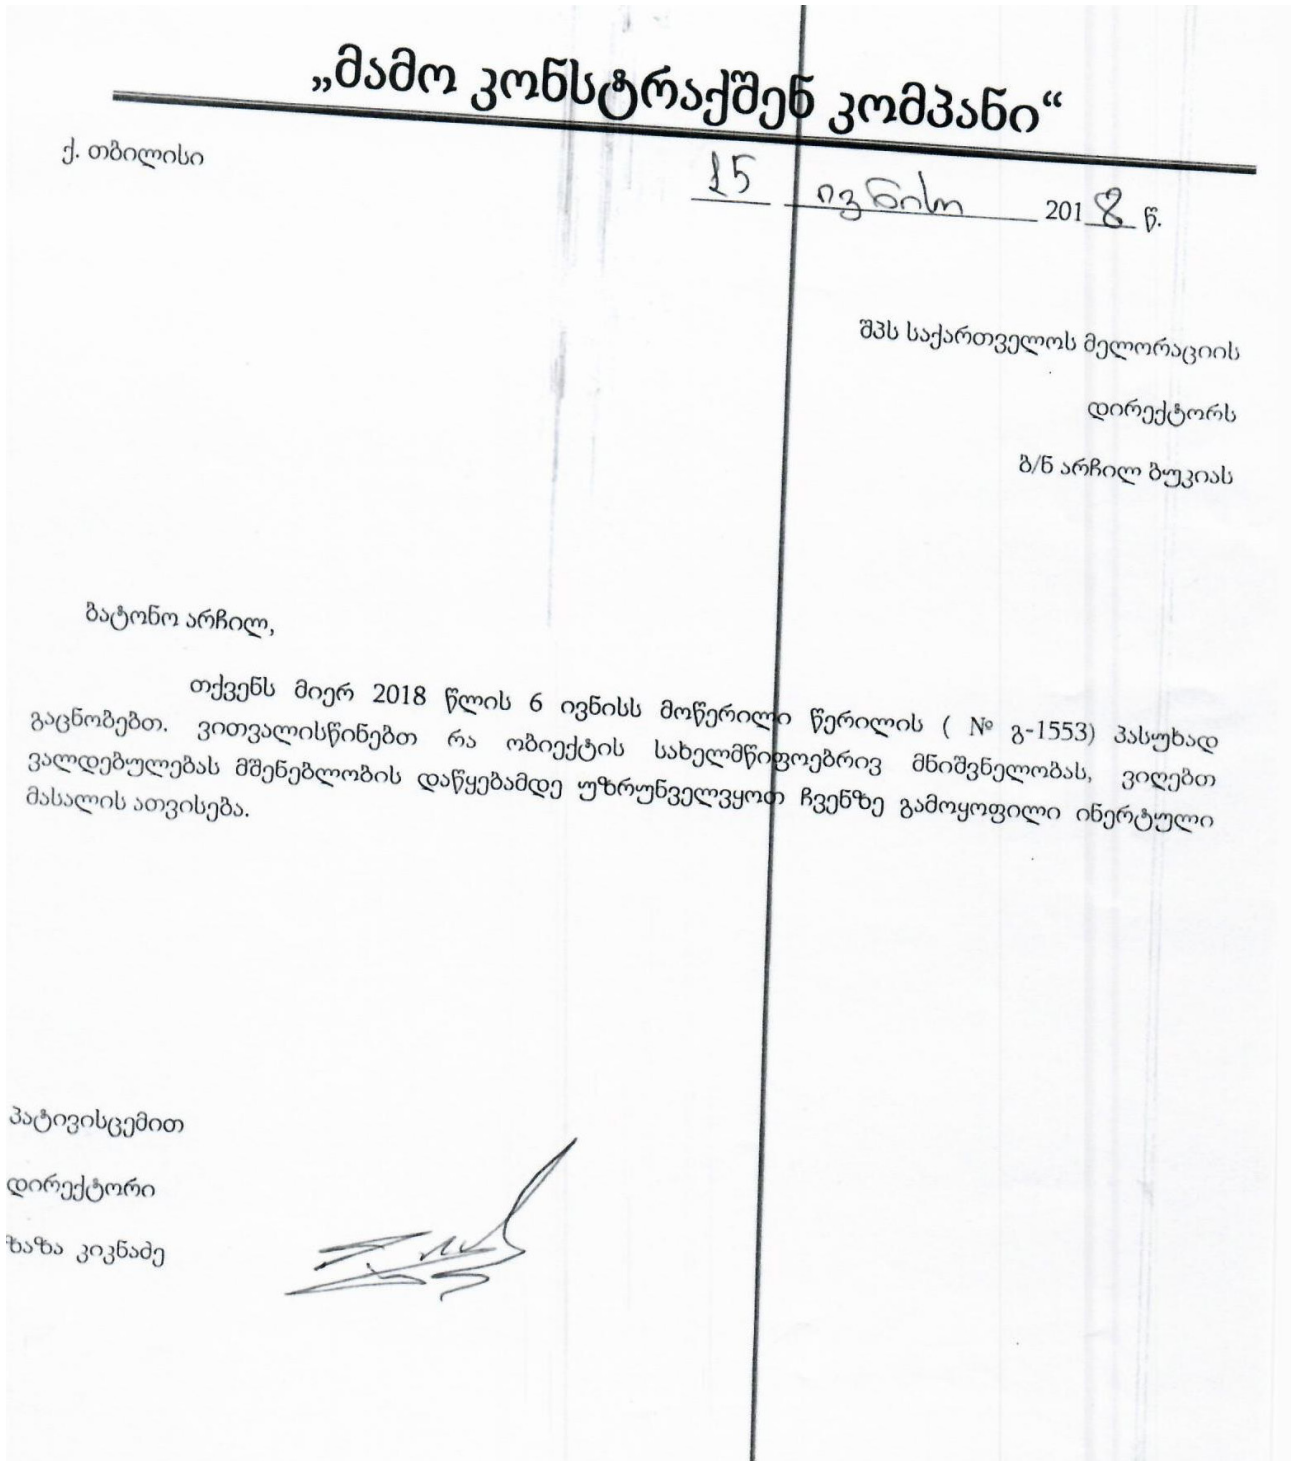 „მამო კონსტრაქშენ კომპანი“
ქ. თბილისი
15 ივნისი 2018 წ.
შპს საქართველოს მელორაციის
დირექტორს
ბ/ნ არჩილ ბუკიას
ბატონო არჩილ,
თქვენს მიერ 2018 წლის 6 ივნისს მოწერილი წერილის ( № გ-1553) პასუხად
გაცნობებთ. ვითვალისწინებთ რა ობიექტის სახელმწიფოებრივ მნიშვნელობას, ვიღებთ
ვალდებულებას მშენებლობის დაწყებამდე უზრუნველვყოთ ჩვენზე გამოყოფილი ინერტული
მასალის ათვისება.
პატივისცემით
დირექტორი
ზაზა კიკნაძე